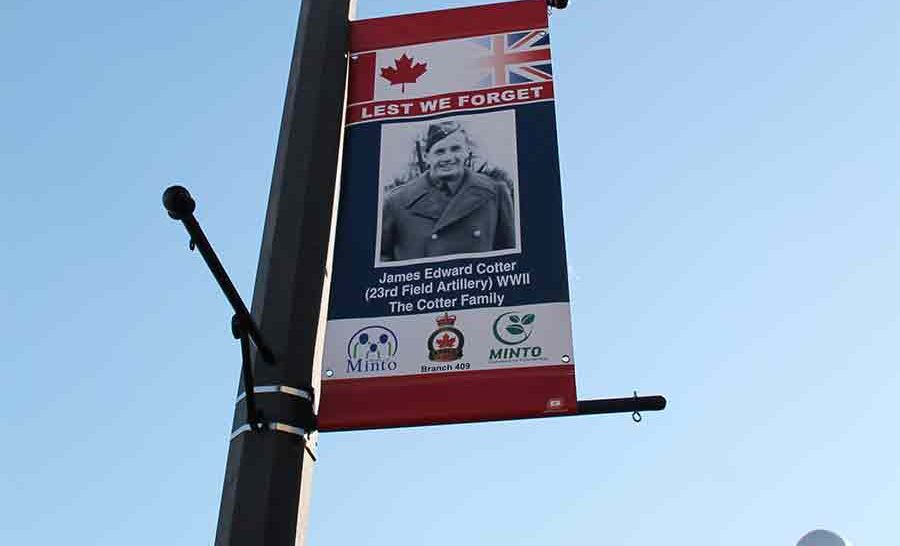 LEST WE FORGET
James Edward Cotter
(23rd Field Artillery) WWII
The Cotter Family
Minto
Branch 409
MINTO